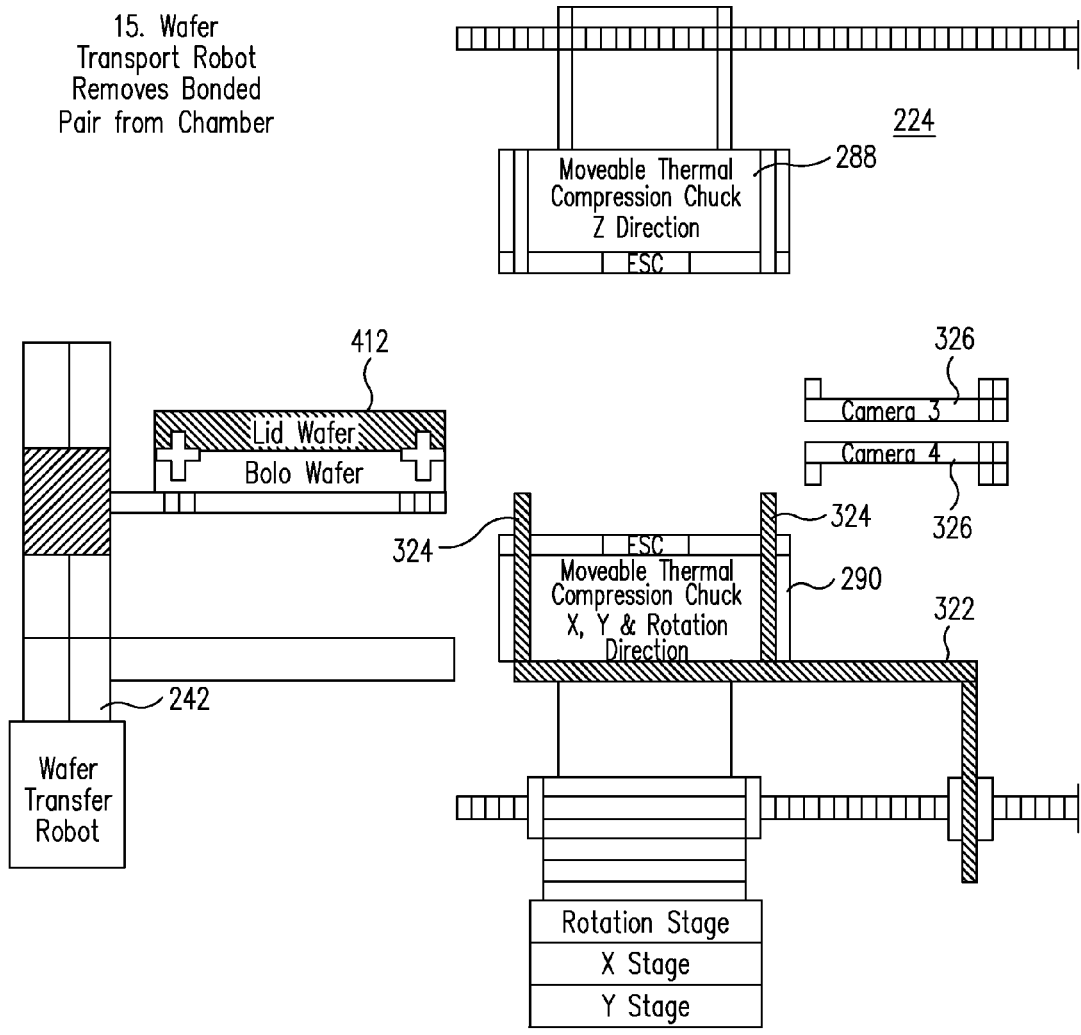 15. Wafer
Transport Robot
Removes Bonded
Pair from Chamber
224
288
Moveable Thermal
Compression Chuck
Z Direction
ESC
412
326
Camera 3
Lid Wafer
Camera 4
Bolo Wafer
326
324
324
ESC
Moveable Thermal
Compression Chuck
X, Y & Rotation
Direction
290
322
242
Wafer
Transfer
Robot
Rotation Stage
X Stage
Y Stage